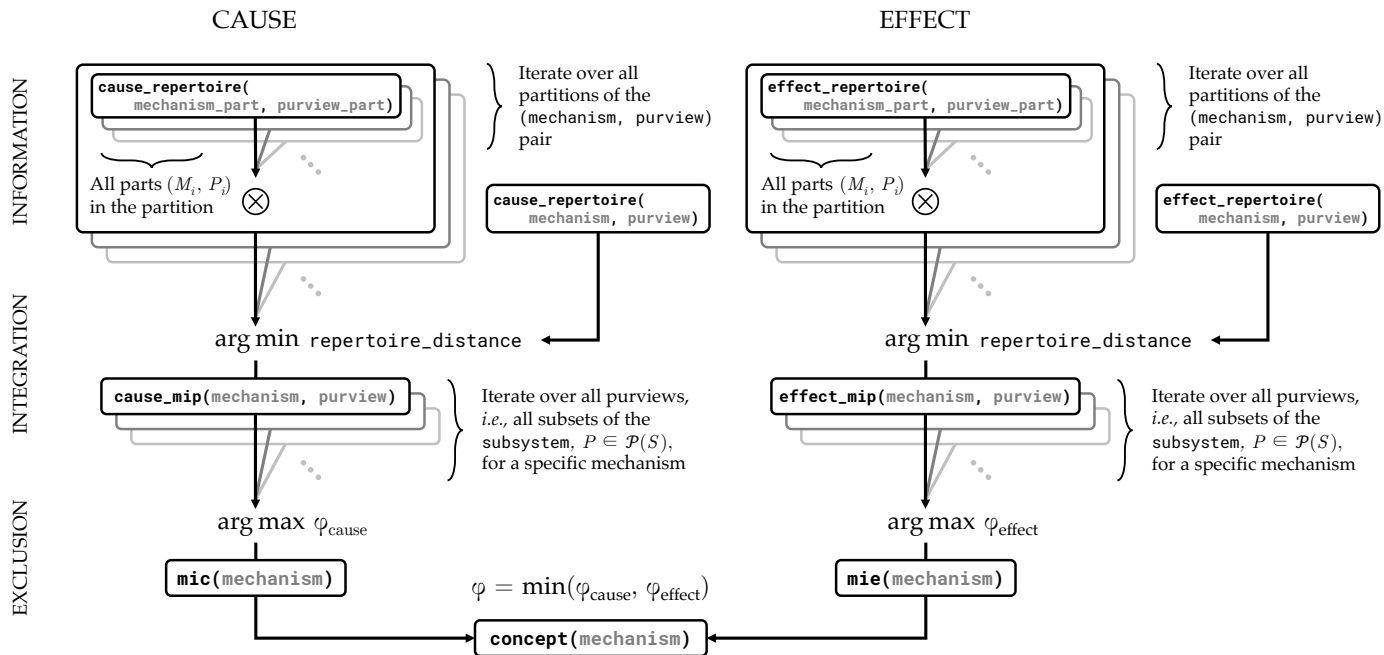 CAUSE
EFFECT
INFORMATION
INTEGRATION
EXCLUSION
cause_repertoire(
mechanism_part, purview_part)
All parts (Mᵢ, Pᵢ)
in the partition
⊗
Iterate over all
partitions of the
(mechanism, purview)
pair
cause_repertoire(
mechanism, purview)
arg min repertoire_distance
cause_mip(mechanism, purview)
Iterate over all purviews,
i.e., all subsets of the
subsystem, P ∈ 𝒫(S),
for a specific mechanism
arg max φcause
mic(mechanism)
effect_repertoire(
mechanism_part, purview_part)
All parts (Mᵢ, Pᵢ)
in the partition
⊗
Iterate over all
partitions of the
(mechanism, purview)
pair
effect_repertoire(
mechanism, purview)
arg min repertoire_distance
effect_mip(mechanism, purview)
Iterate over all purviews,
i.e., all subsets of the
subsystem, P ∈ 𝒫(S),
for a specific mechanism
arg max φeffect
mie(mechanism)
φ = min(φcause, φeffect)
concept(mechanism)